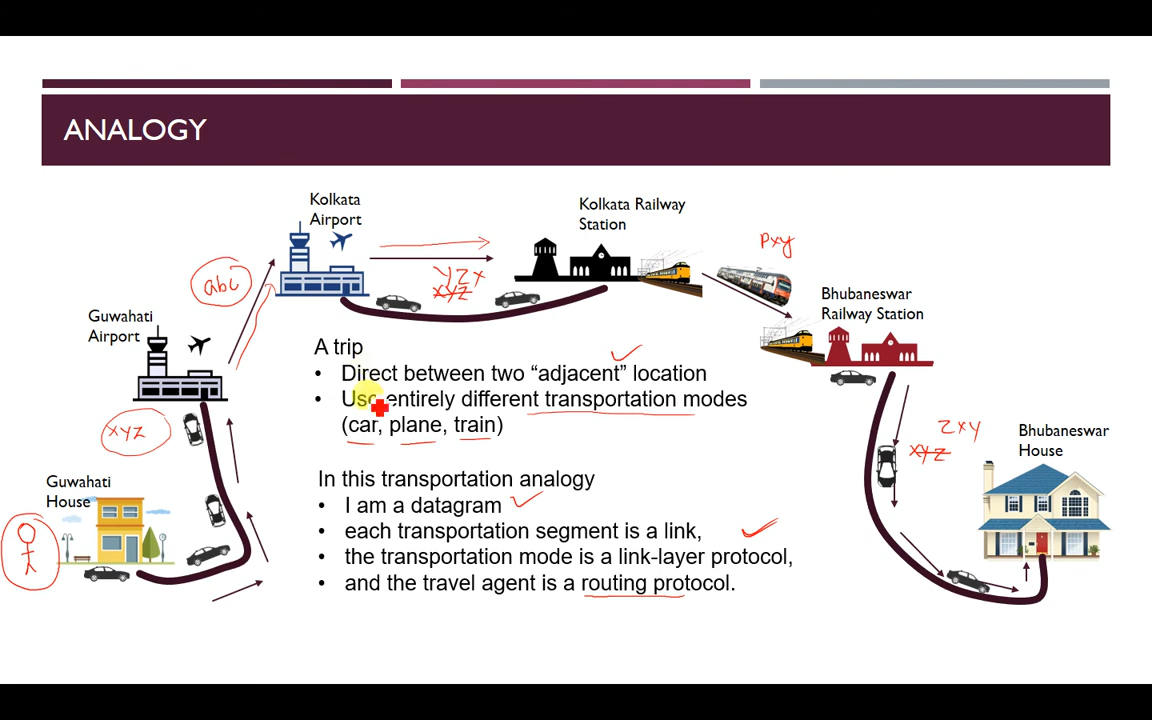 ANALOGY
Kolkata
Airport
Kolkata Railway
Station
pxy
abc
yzx
xyz
Bhubaneswar
Railway Station
Guwahati
Airport
A trip
• Direct between two “adjacent” location
• Use entirely different transportation modes
(car, plane, train)
xyz
zxy
xyz
Bhubaneswar
House
Guwahati
House
In this transportation analogy
• I am a datagram
• each transportation segment is a link,
• the transportation mode is a link-layer protocol,
• and the travel agent is a routing protocol.